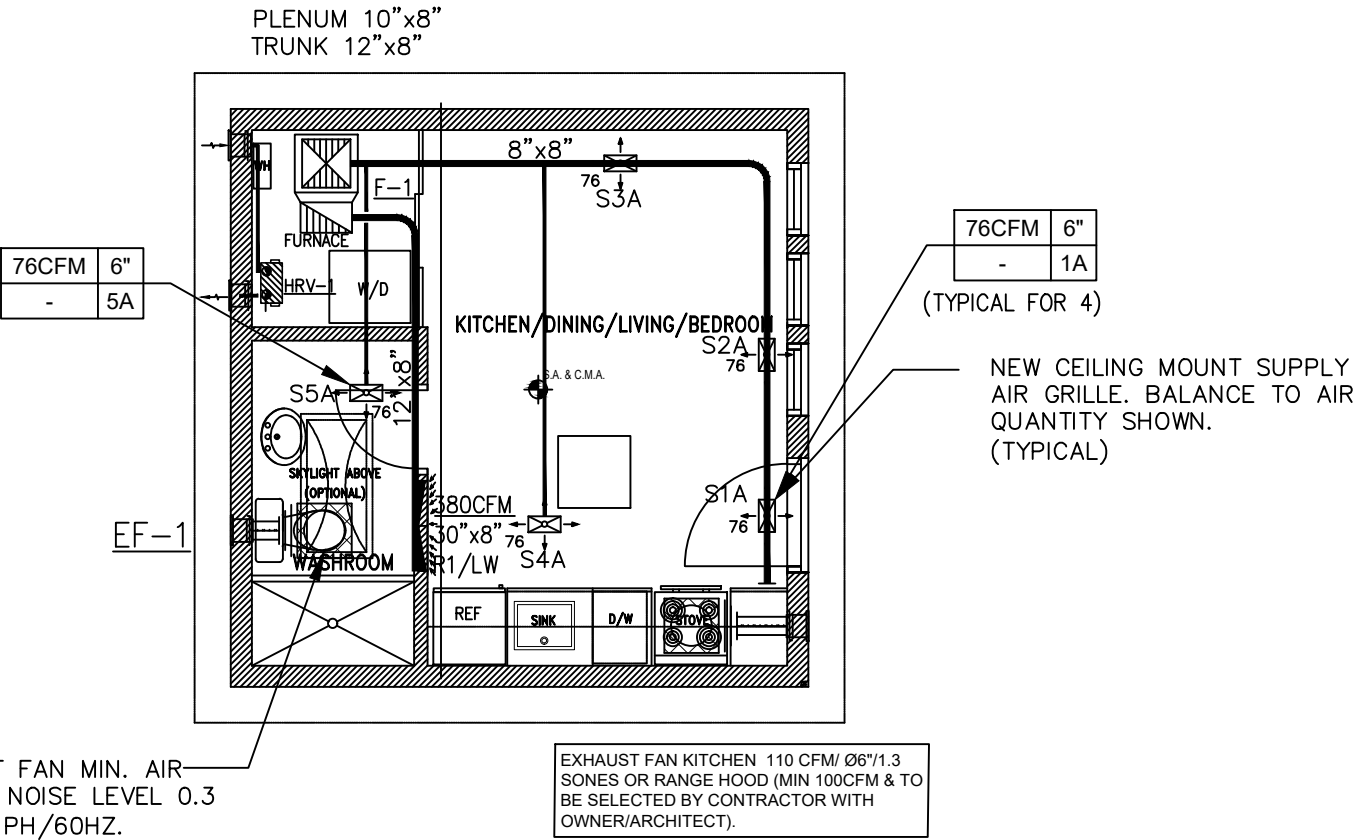 PLENUM 10"x8"
TRUNK 12"x8"
8"x8"
WH
F-1
76
S3A
FURNACE
76CFM 6"
- 1A
(TYPICAL FOR 4)
76CFM 6"
- 5A
HRV-1
W/D
KITCHEN/DINING/LIVING/BEDROOM
S2A
76
NEW CEILING MOUNT SUPPLY
AIR GRILLE. BALANCE TO AIR
QUANTITY SHOWN.
(TYPICAL)
S.A. & C.M.A.
S5A
76
12"x8"
SKYLIGHT ABOVE
(OPTIONAL)
S1A
76
380CFM
30"x8"
R1/LW
76
S4A
EF-1
WASHROOM
REF
SINK
D/W
STOVE
FAN MIN. AIR
NOISE LEVEL 0.3
PH/60HZ.
EXHAUST FAN KITCHEN 110 CFM/ Ø6"/1.3
SONES OR RANGE HOOD (MIN 100CFM & TO
BE SELECTED BY CONTRACTOR WITH
OWNER/ARCHITECT).